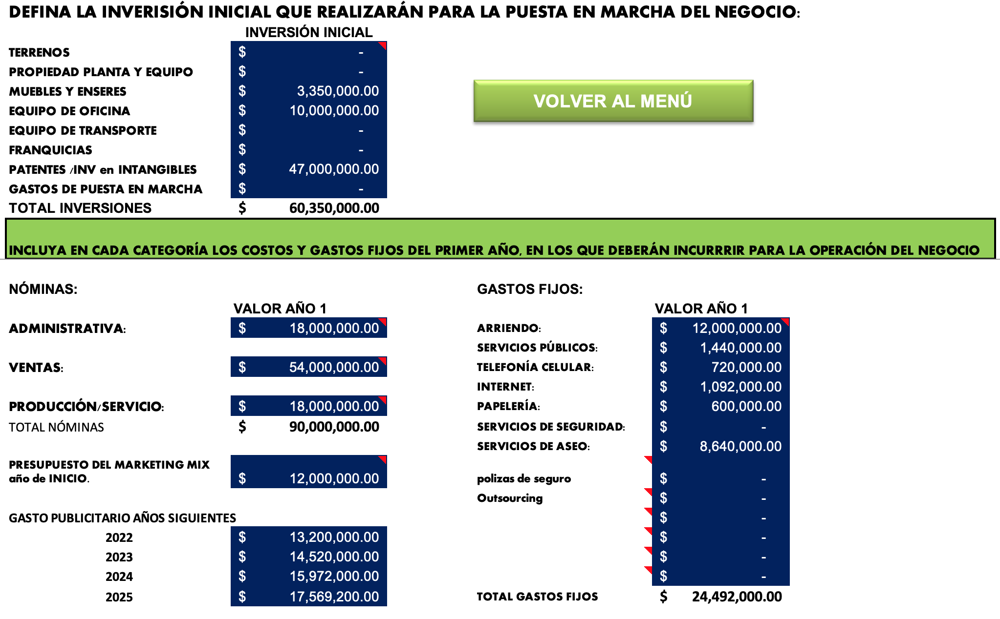 DEFINA LA INVERISIÓN INICIAL QUE REALIZARÁN PARA LA PUESTA EN MARCHA DEL NEGOCIO:
INVERSIÓN INICIAL
TERRENOS $ -
PROPIEDAD PLANTA Y EQUIPO $ -
MUEBLES Y ENSERES $ 3,350,000.00
EQUIPO DE OFICINA $ 10,000,000.00
EQUIPO DE TRANSPORTE $ -
FRANQUICIAS $ -
PATENTES /INV en INTANGIBLES $ 47,000,000.00
GASTOS DE PUESTA EN MARCHA $ -
TOTAL INVERSIONES $ 60,350,000.00
VOLVER AL MENÚ
INCLUYA EN CADA CATEGORÍA LOS COSTOS Y GASTOS FIJOS DEL PRIMER AÑO, EN LOS QUE DEBERÁN INCURRRIR PARA LA OPERACIÓN DEL NEGOCIO
NÓMINAS:
VALOR AÑO 1
ADMINISTRATIVA: $ 18,000,000.00
VENTAS: $ 54,000,000.00
PRODUCCIÓN/SERVICIO: $ 18,000,000.00
TOTAL NÓMINAS $ 90,000,000.00
PRESUPUESTO DEL MARKETING MIX
año de INICIO. $ 12,000,000.00
GASTO PUBLICITARIO AÑOS SIGUIENTES
2022 $ 13,200,000.00
2023 $ 14,520,000.00
2024 $ 15,972,000.00
2025 $ 17,569,200.00
GASTOS FIJOS:
VALOR AÑO 1
ARRIENDO: $ 12,000,000.00
SERVICIOS PÚBLICOS: $ 1,440,000.00
TELEFONÍA CELULAR: $ 720,000.00
INTERNET: $ 1,092,000.00
PAPELERÍA: $ 600,000.00
SERVICIOS DE SEGURIDAD: $ -
SERVICIOS DE ASEO: $ 8,640,000.00
polizas de seguro $ -
Outsourcing $ -
$ -
$ -
$ -
$ -
TOTAL GASTOS FIJOS $ 24,492,000.00